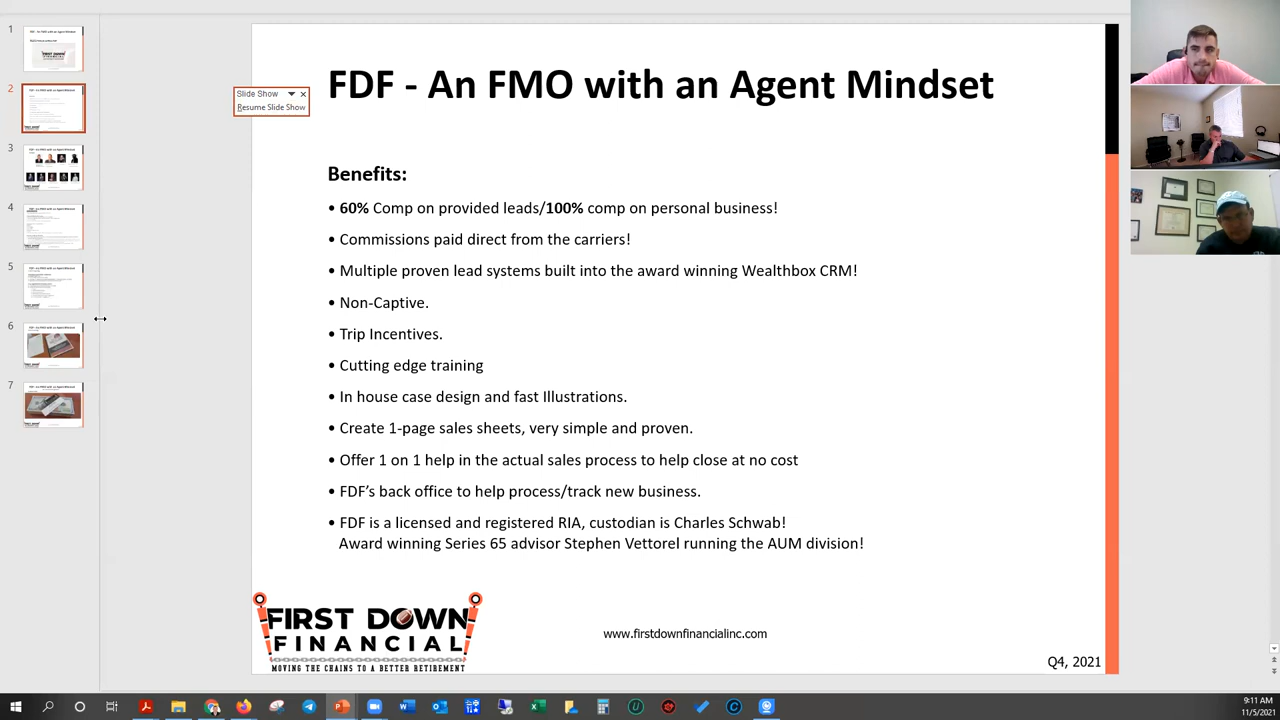 FDF - An FMO with an Agent Mindset
Slide Show
Resume Slide Show
Benefits:
• 60% Comp on provided leads/100% comp on personal business!
• Commissions paid direct from the carriers!
• Multiple proven lead systems built into the award winning Wealthbox CRM!
• Non-Captive.
• Trip Incentives.
• Cutting edge training
• In house case design and fast Illustrations.
• Create 1-page sales sheets, very simple and proven.
• Offer 1 on 1 help in the actual sales process to help close at no cost
• FDF’s back office to help process/track new business.
• FDF is a licensed and registered RIA, custodian is Charles Schwab!
Award winning Series 65 advisor Stephen Vettorel running the AUM division!
FIRST DOWN
FINANCIAL
MOVING THE CHAINS TO A BETTER RETIREMENT
www.firstdownfinancialinc.com
Q4, 2021
1
2
3
4
5
6
7
9:11 AM
11/5/2021